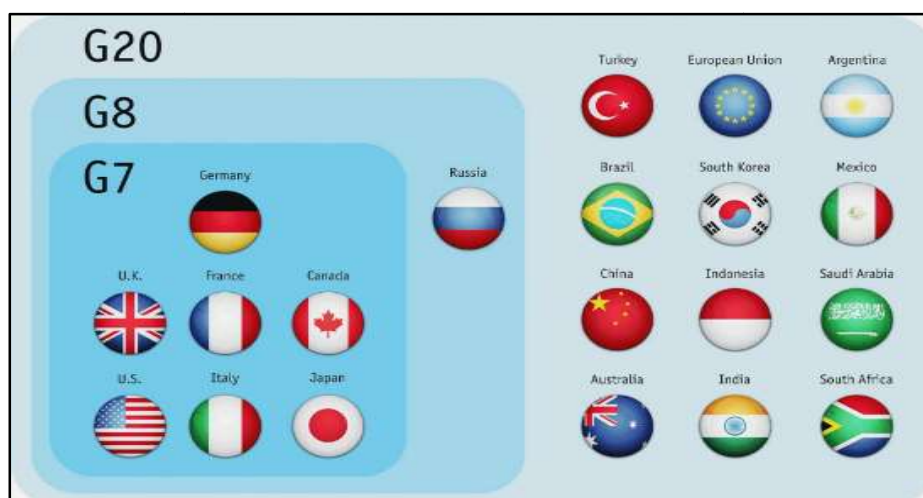 G20
Turkey European Union Argentina
G8
G7 Germany Russia Brazil South Korea Mexico
U.K. France Canada China Indonesia Saudi Arabia
U.S. Italy Japan Australia India South Africa